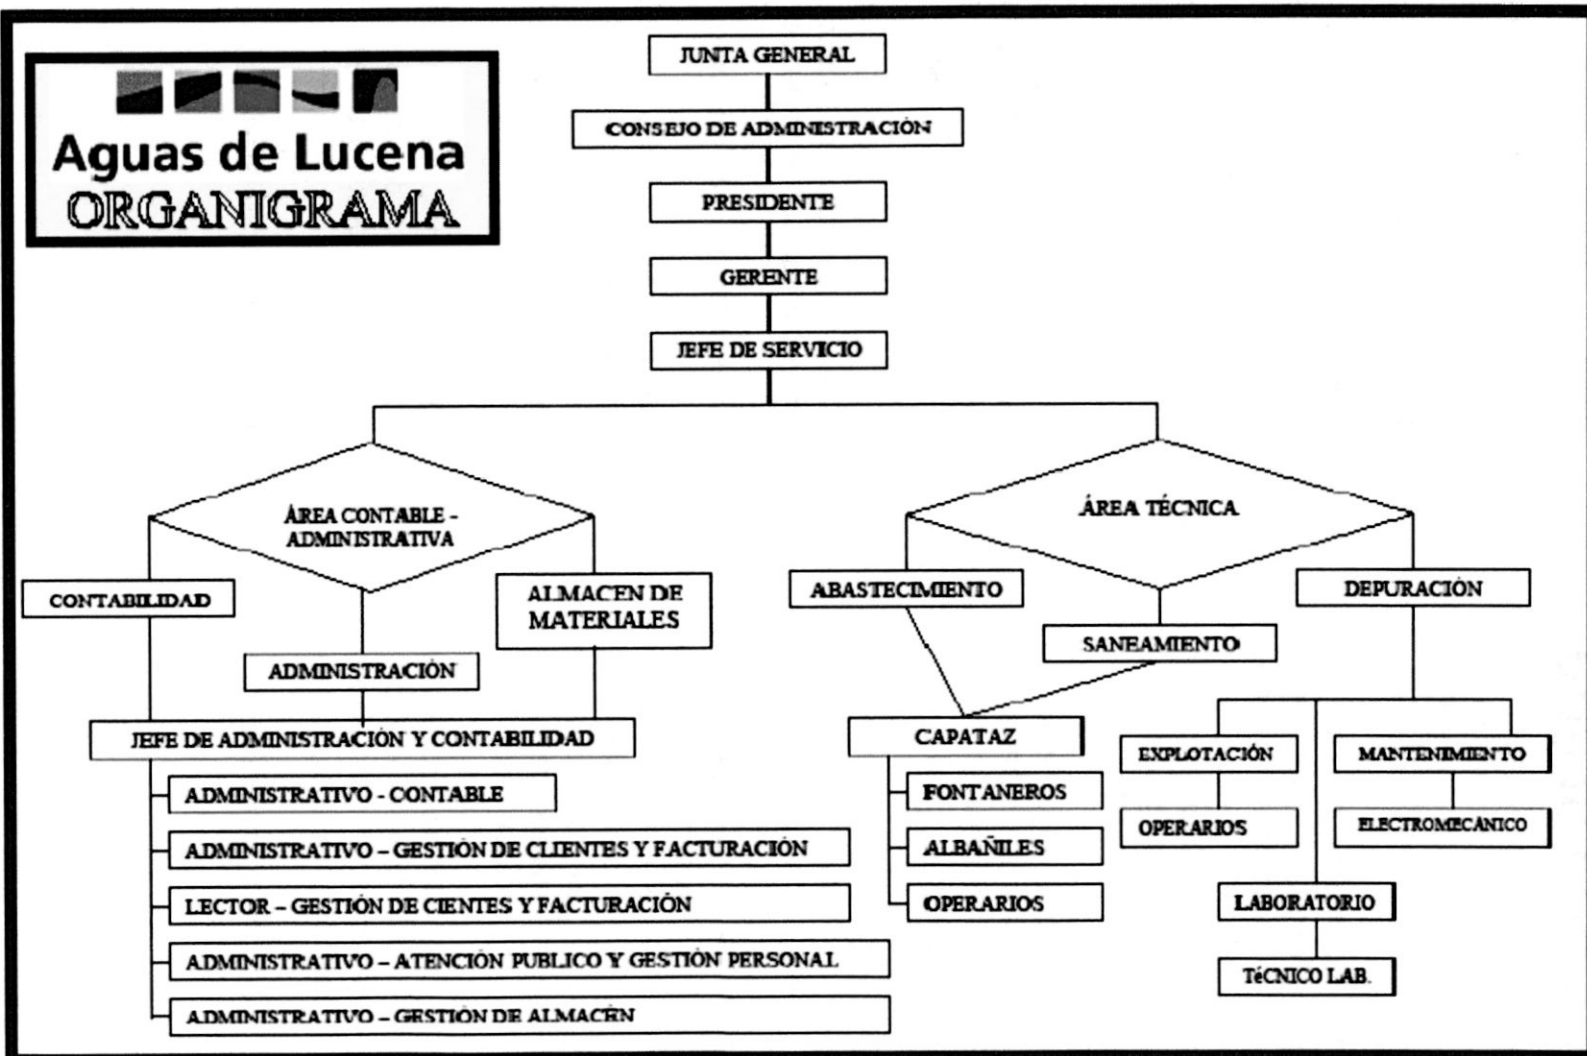 Aguas de Lucena
ORGANIGRAMA
JUNTA GENERAL
CONSEJO DE ADMINISTRACIÓN
PRESIDENTE
GERENTE
JEFE DE SERVICIO
ÁREA CONTABLE -
ADMINISTRATIVA
CONTABILIDAD
ADMINISTRACIÓN
ALMACEN DE
MATERIALES
JEFE DE ADMINISTRACIÓN Y CONTABILIDAD
ADMINISTRATIVO - CONTABLE
ADMINISTRATIVO – GESTIÓN DE CLIENTES Y FACTURACIÓN
LECTOR – GESTIÓN DE CIENTES Y FACTURACIÓN
ADMINISTRATIVO – ATENCIÓN PUBLICO Y GESTIÓN PERSONAL
ADMINISTRATIVO – GESTIÓN DE ALMACÉN
ÁREA TÉCNICA
ABASTECIMIENTO
SANEAMIENTO
DEPURACIÓN
CAPATAZ
FONTANEROS
ALBAÑILES
OPERARIOS
EXPLOTACIÓN
OPERARIOS
MANTENIMIENTO
ELECTROMECÁNICO
LABORATORIO
TéCNICO LAB.